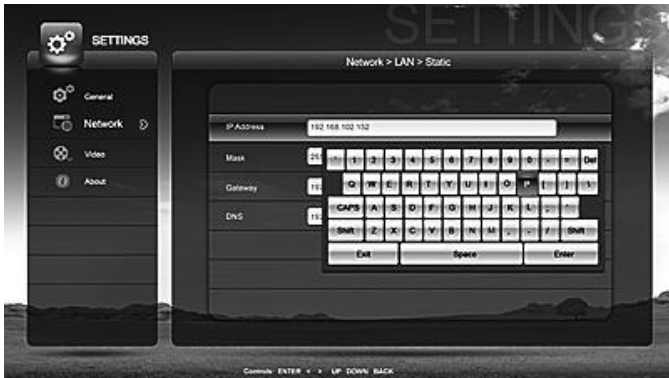 SETTINGS
SETTINGS
Network > LAN > Static
General
Network
Video
About
IP Address 192.168.102.152
Mask
Gateway
DNS
1 2 3 4 5 6 7 8 9 0 - = Del
Q W E R T Y U I O P [ ] \
CAPS A S D F G H J K L ; '
Shift Z X C V B N M , . / Shift
Exit Space Enter
Controls: ENTER < > UP DOWN BACK